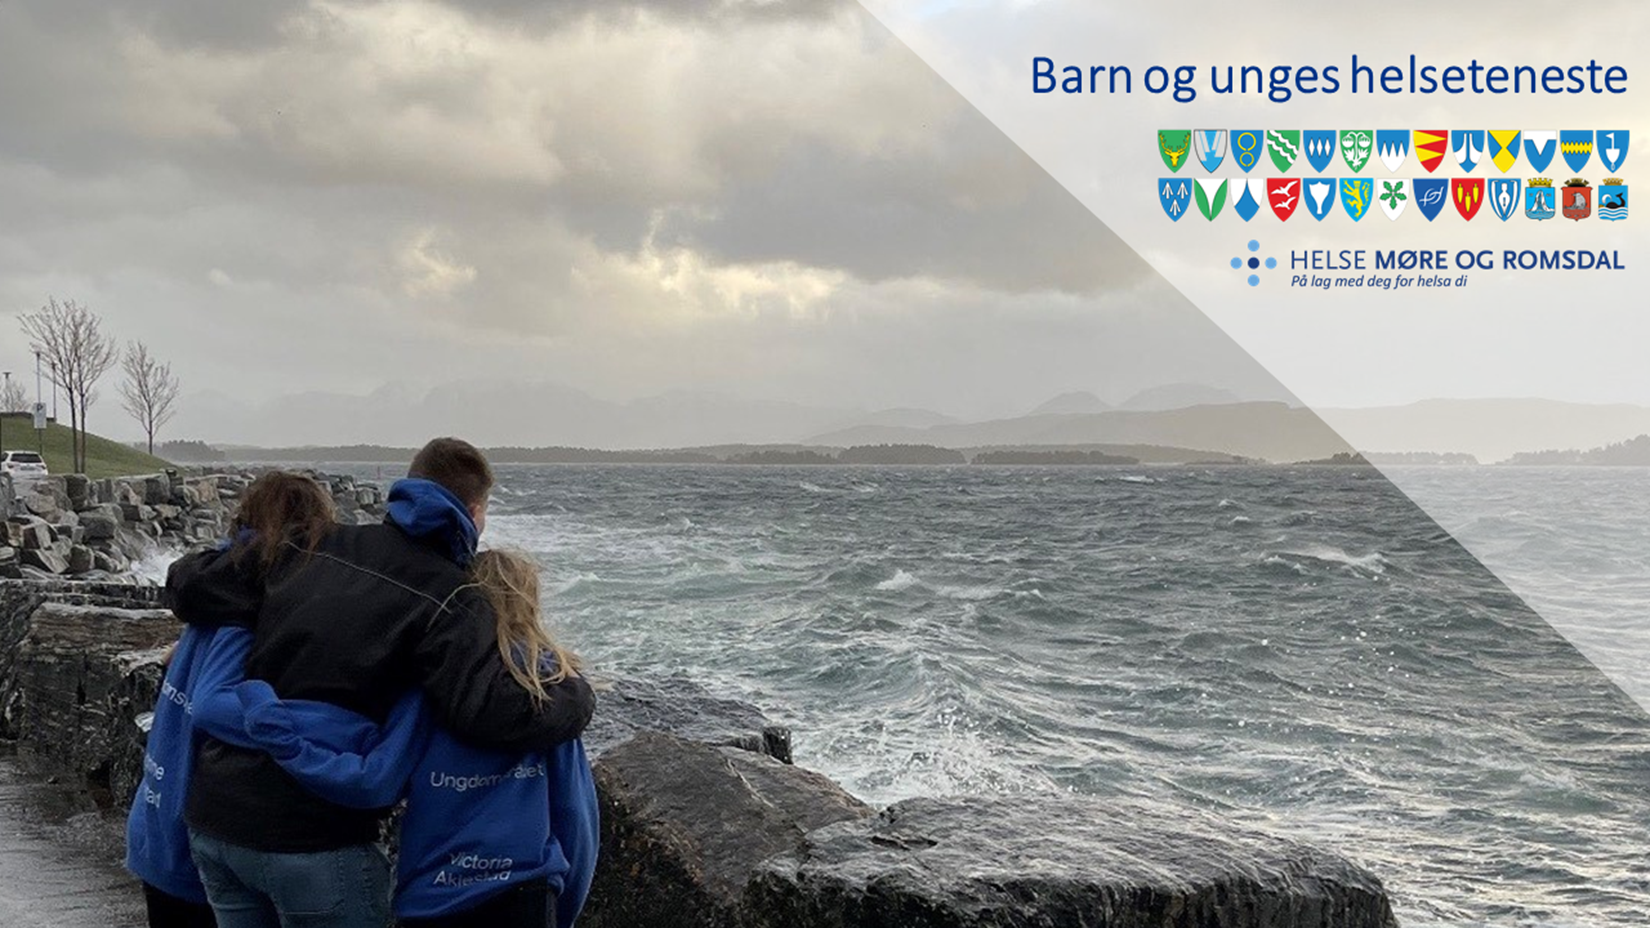 Barn og unges helseteneste
HELSE MØRE OG ROMSDAL
På lag med deg for helsa di
Ungdomsrådet
Victoria